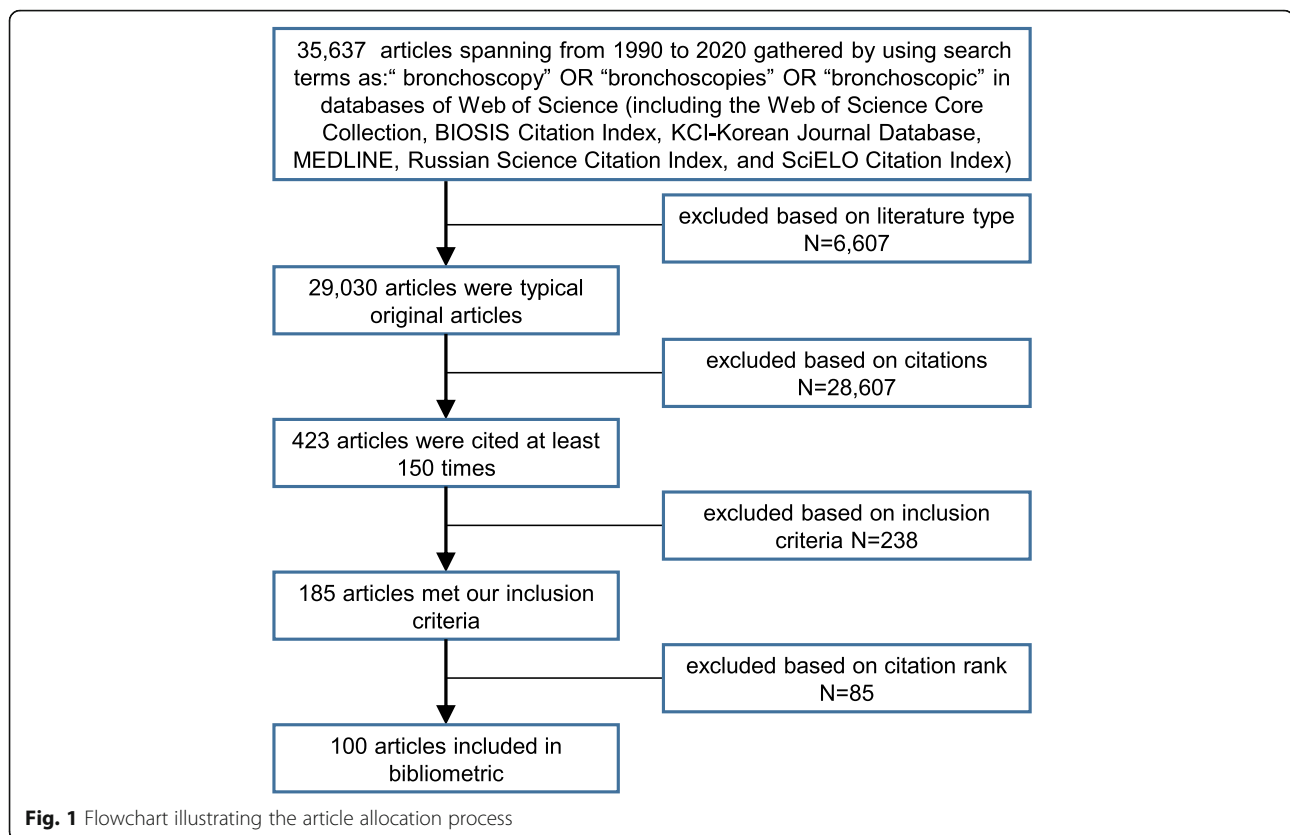 35,637 articles spanning from 1990 to 2020 gathered by using search
terms as:“ bronchoscopy” OR “bronchoscopies” OR “bronchoscopic” in
databases of Web of Science (including the Web of Science Core
Collection, BIOSIS Citation Index, KCI-Korean Journal Database,
MEDLINE, Russian Science Citation Index, and SciELO Citation Index)
excluded based on literature type
N=6,607
29,030 articles were typical
original articles
excluded based on citations
N=28,607
423 articles were cited at least
150 times
excluded based on inclusion
criteria N=238
185 articles met our inclusion
criteria
excluded based on citation rank
N=85
100 articles included in
bibliometric
Fig. 1 Flowchart illustrating the article allocation process